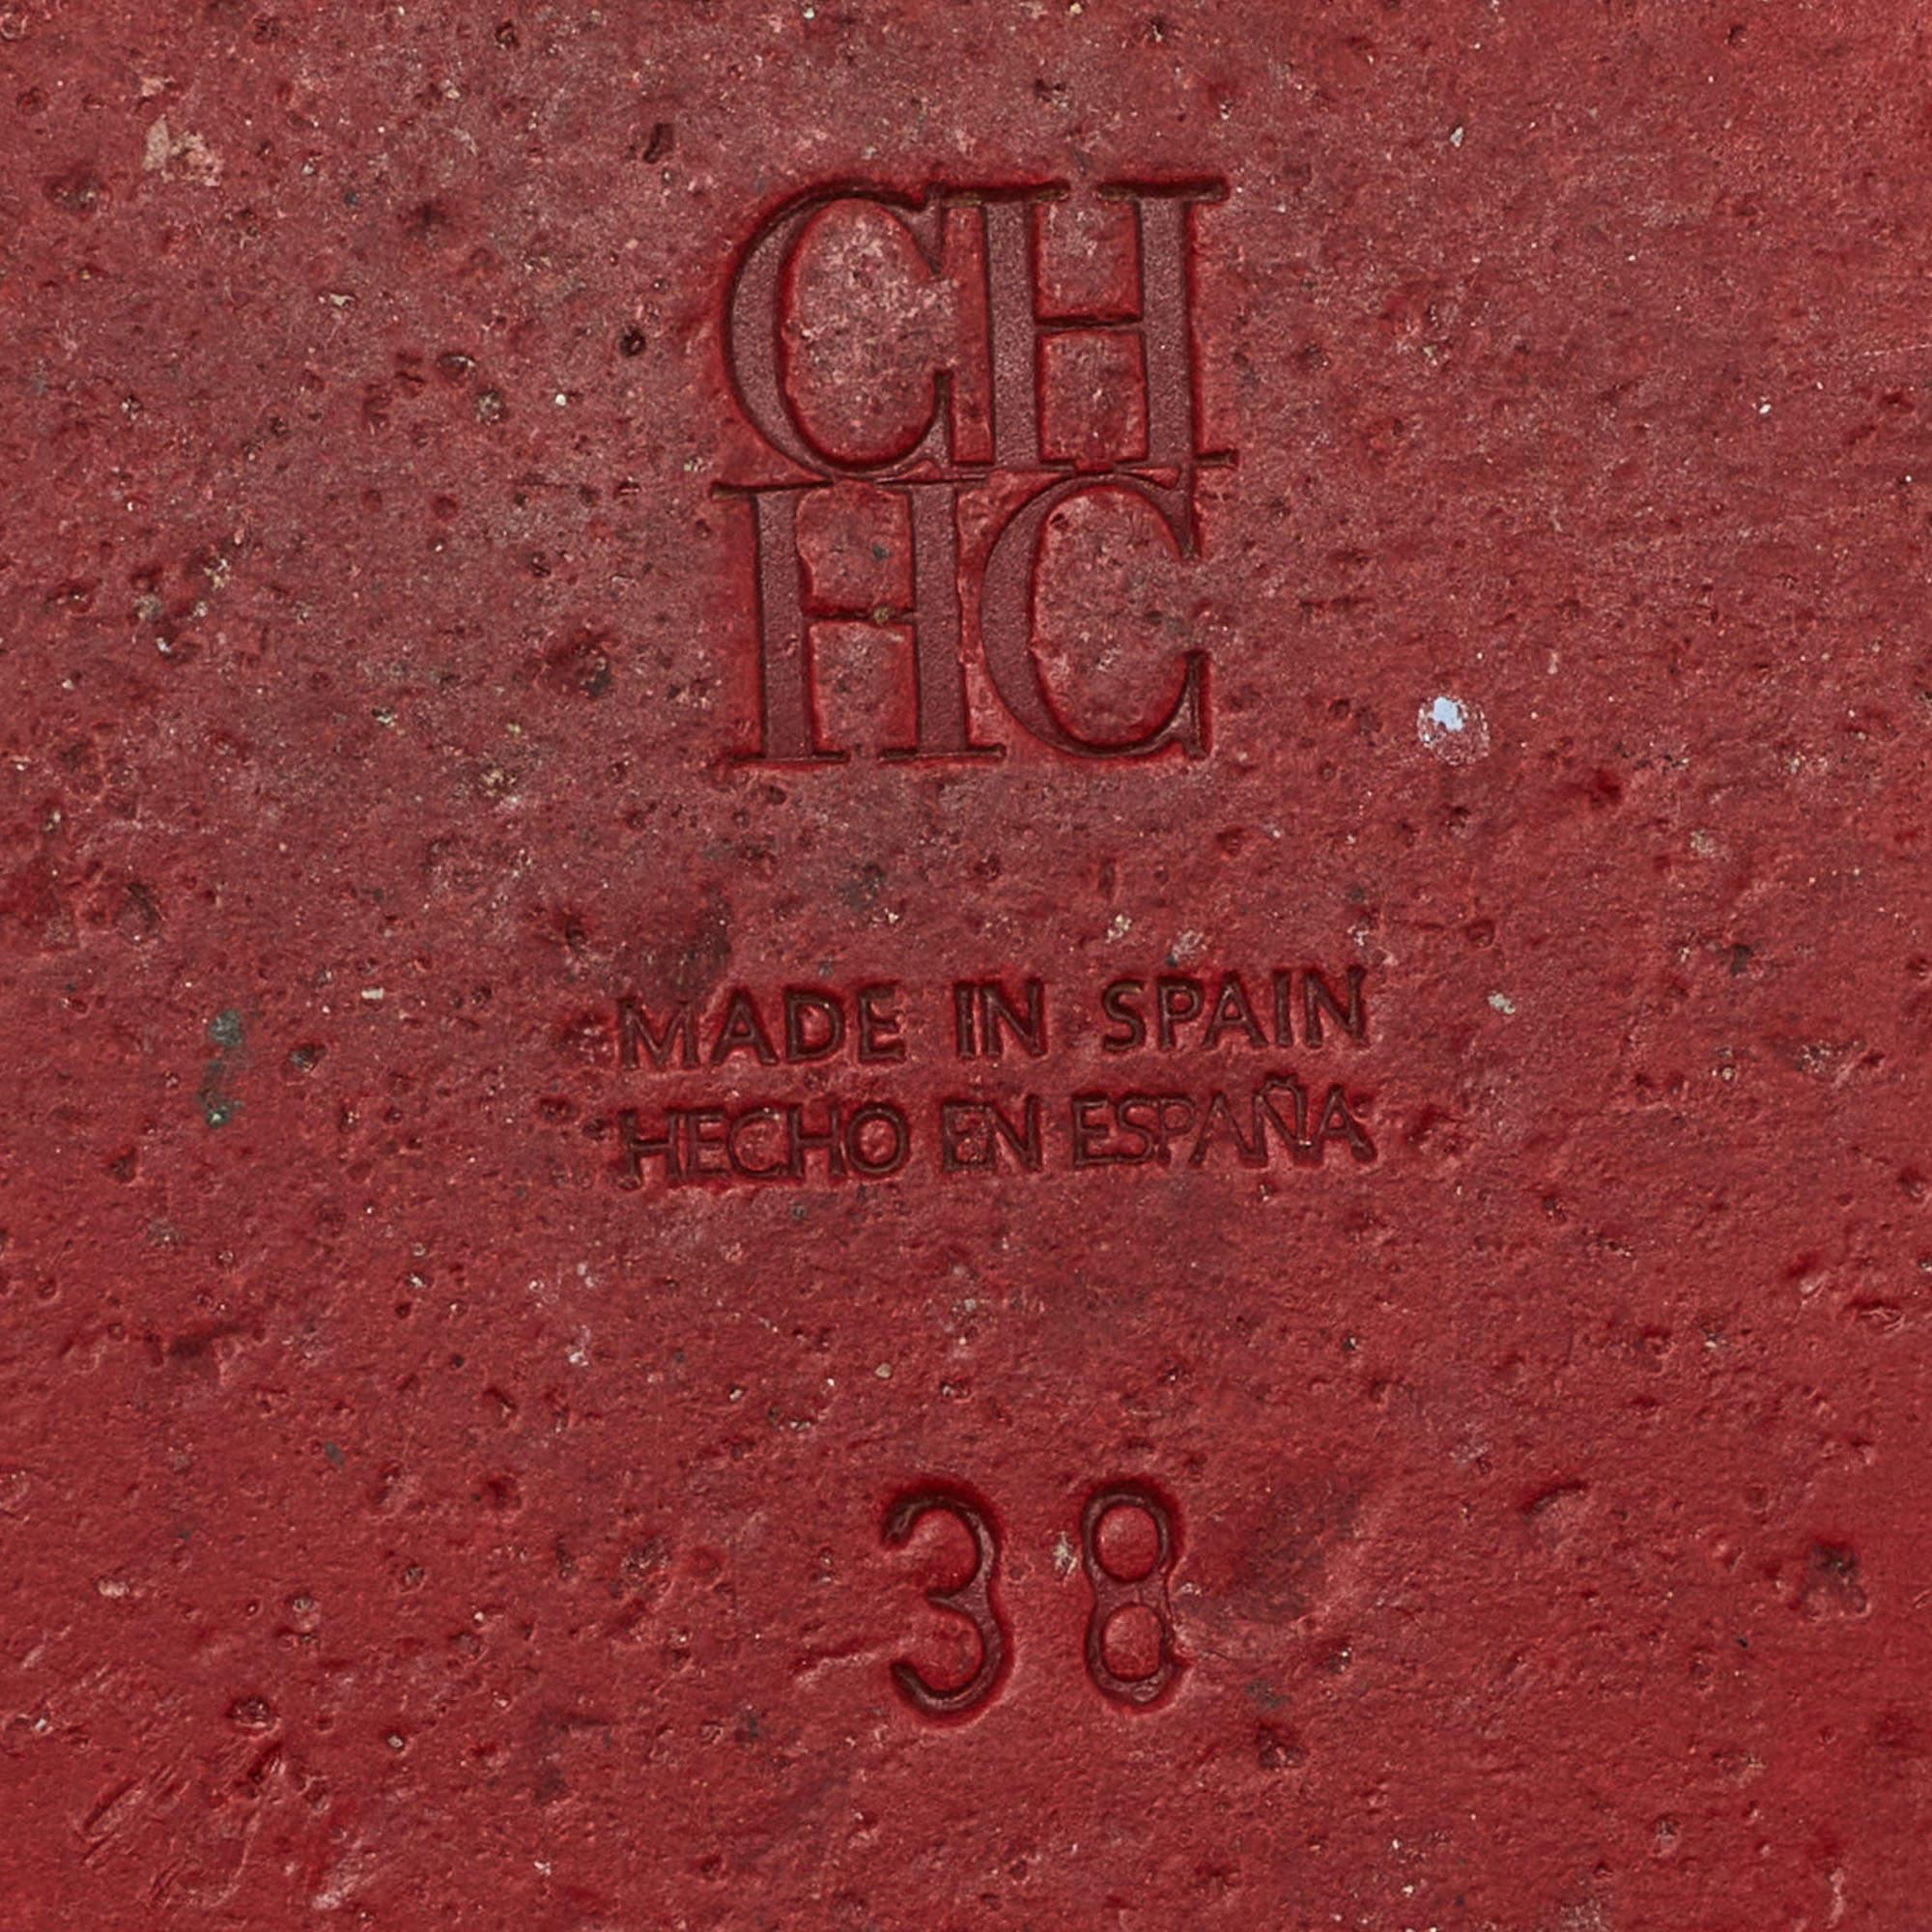 CH
HC
MADE IN SPAIN
HECHO EN ESPAÑA
38